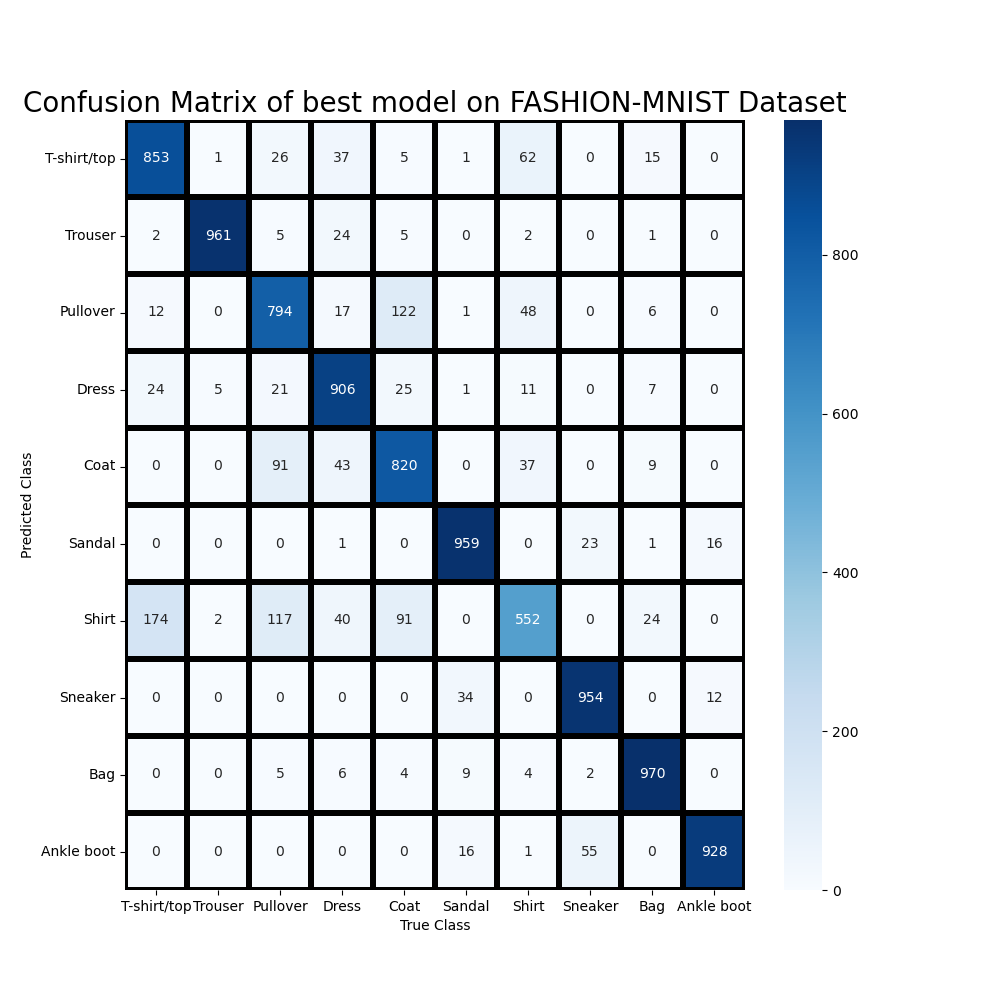 Confusion Matrix of best model on FASHION-MNIST Dataset
T-shirt/top 853 1 26 37 5 1 62 0 15 0
Trouser 2 961 5 24 5 0 2 0 1 0
Pullover 12 0 794 17 122 1 48 0 6 0
Dress 24 5 21 906 25 1 11 0 7 0
Coat 0 0 91 43 820 0 37 0 9 0
Sandal 0 0 0 1 0 959 0 23 1 16
Shirt 174 2 117 40 91 0 552 0 24 0
Sneaker 0 0 0 0 0 34 0 954 0 12
Bag 0 0 5 6 4 9 4 2 970 0
Ankle boot 0 0 0 0 0 16 1 55 0 928
T-shirt/top Trouser Pullover Dress Coat Sandal Shirt Sneaker Bag Ankle boot
True Class
Predicted Class
800
600
400
200
0